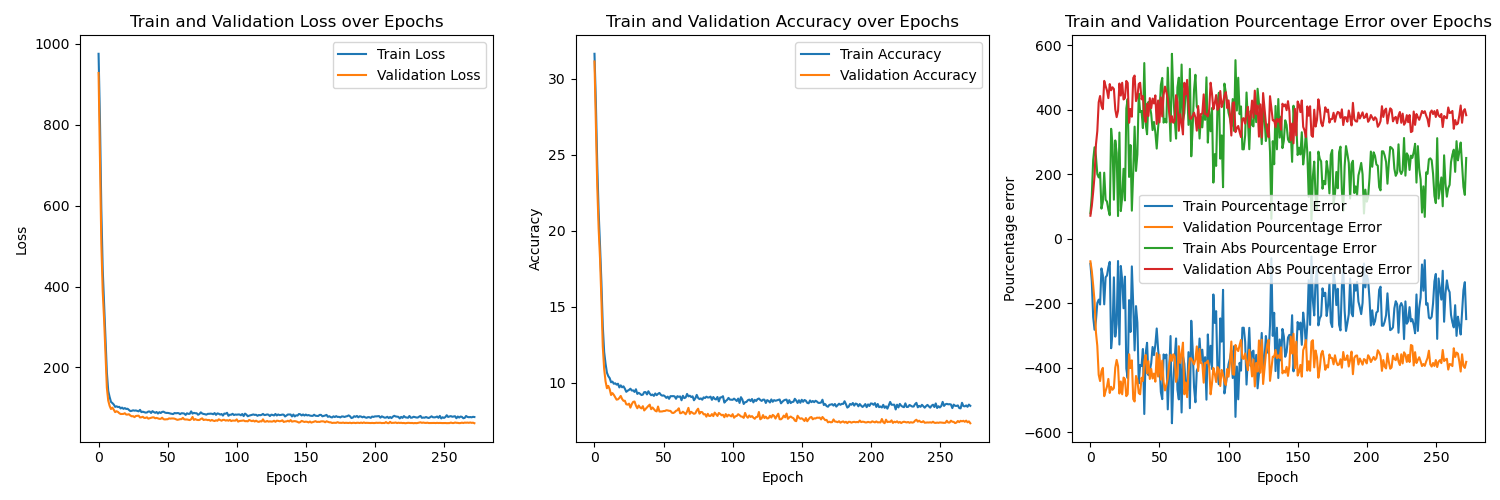 Train and Validation Loss over Epochs
Loss
1000
800
600
400
200
Train Loss
Validation Loss
0
50
100
150
200
250
Epoch
Train and Validation Accuracy over Epochs
Accuracy
30
25
20
15
10
Train Accuracy
Validation Accuracy
0
50
100
150
200
250
Epoch
Train and Validation Pourcentage Error over Epochs
Pourcentage error
600
400
200
0
−200
−400
−600
Train Pourcentage Error
Validation Pourcentage Error
Train Abs Pourcentage Error
Validation Abs Pourcentage Error
0
50
100
150
200
250
Epoch